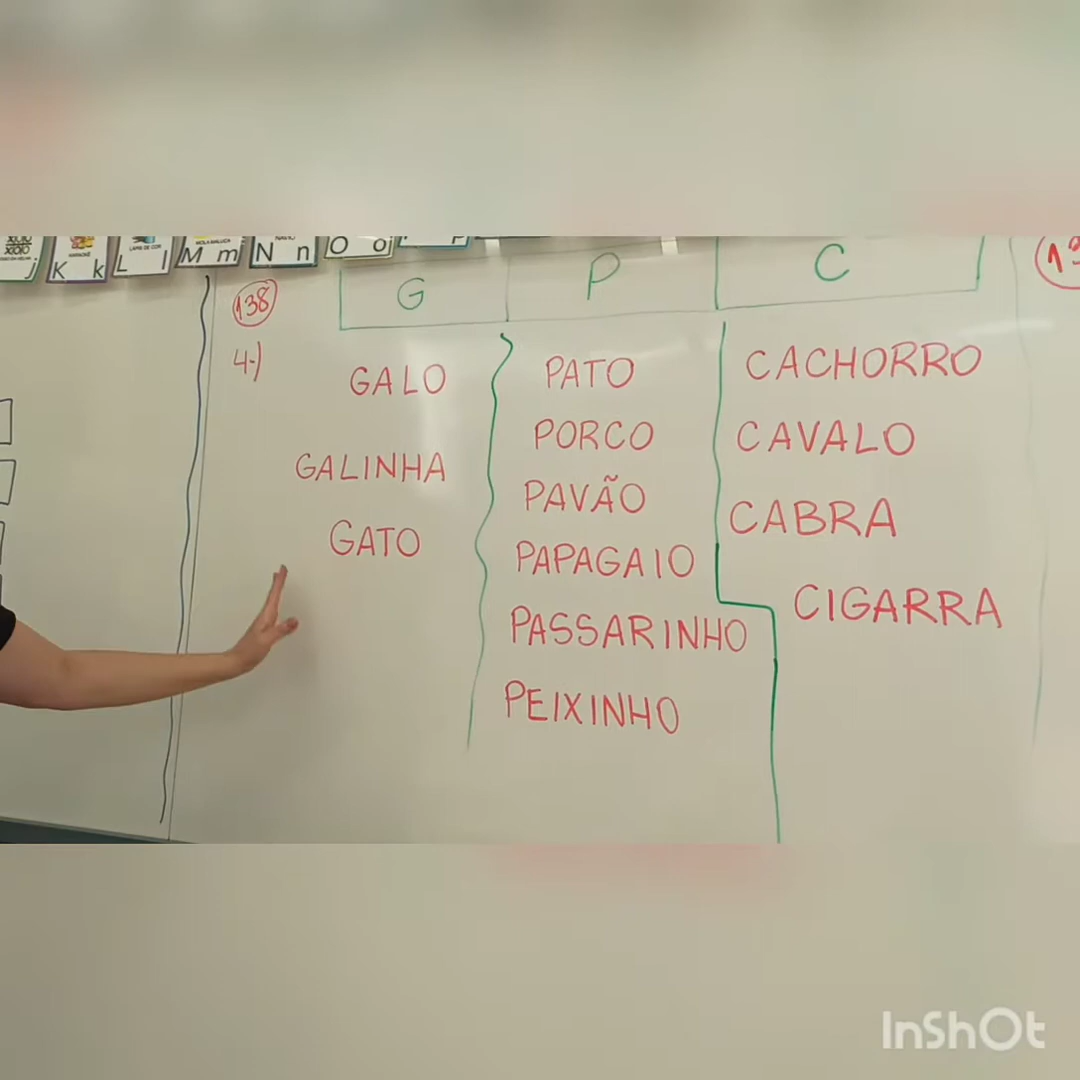 K k L l M m N n O o
138
G P C
4-)
GALO PATO CACHORRO
GALINHA PORCO CAVALO
GATO PAVÃO CABRA
PAPAGAIO CIGARRA
PASSARINHO
PEIXINHO
InShOt